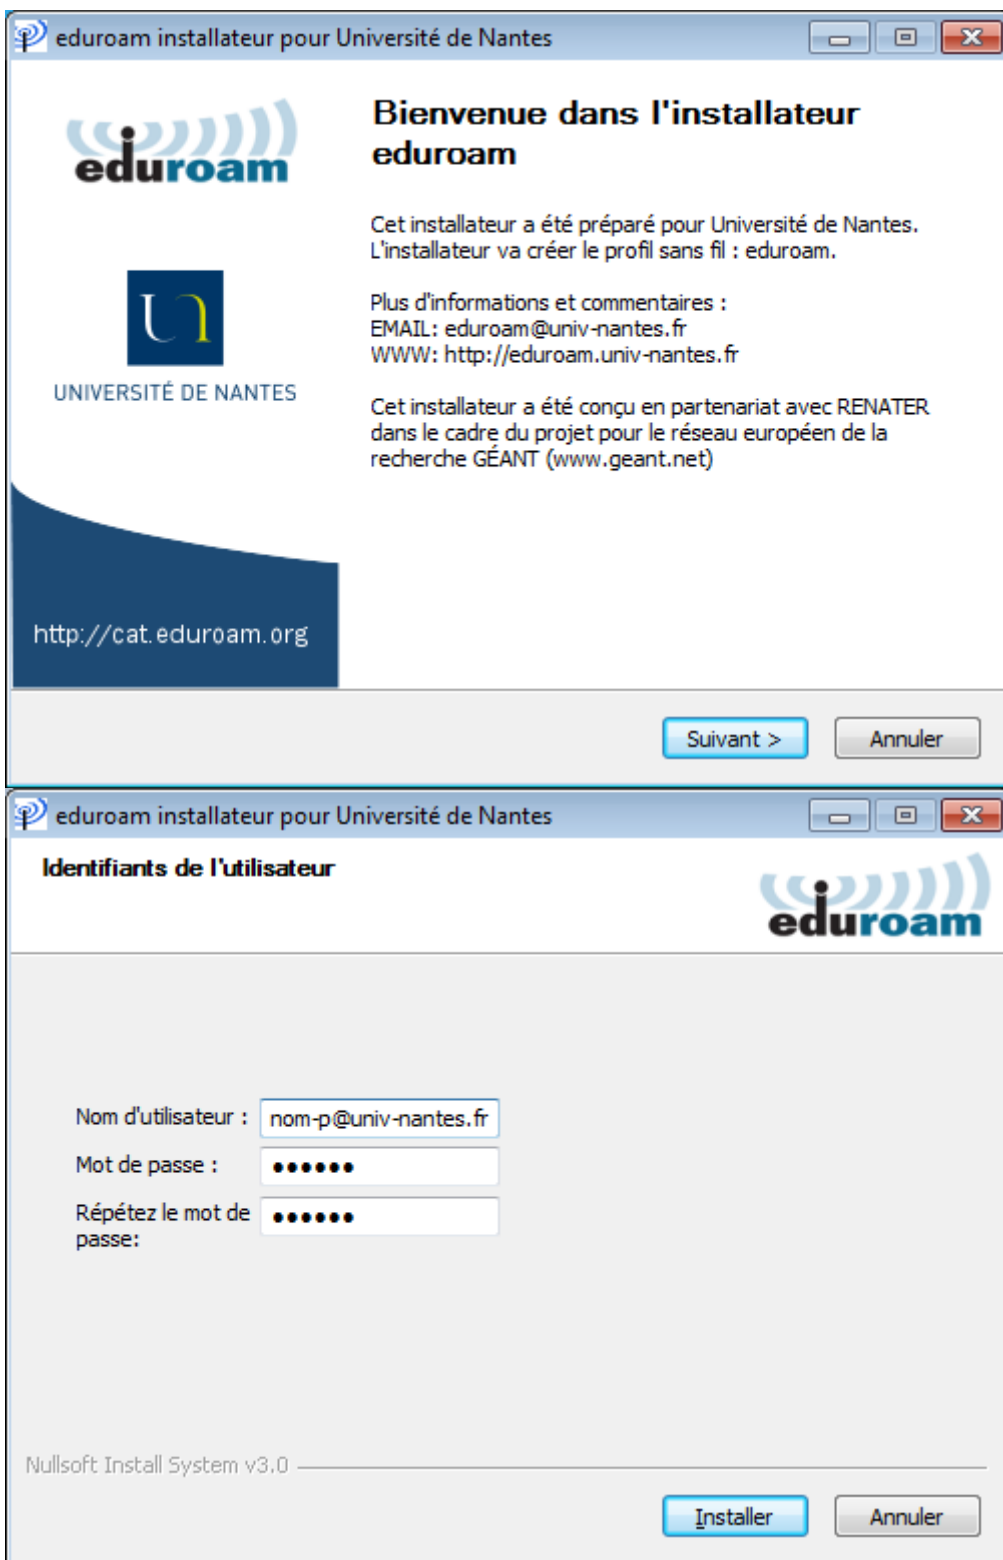 eduroam installateur pour Université de Nantes
eduroam
Bienvenue dans l'installateur
eduroam
Cet installateur a été préparé pour Université de Nantes.
L'installateur va créer le profil sans fil : eduroam.
Plus d'informations et commentaires :
EMAIL: eduroam@univ-nantes.fr
WWW: http://eduroam.univ-nantes.fr
UNIVERSITÉ DE NANTES
Cet installateur a été conçu en partenariat avec RENATER
dans le cadre du projet pour le réseau européen de la
recherche GÉANT (www.geant.net)
http://cat.eduroam.org
Suivant >
Annuler
eduroam installateur pour Université de Nantes
Identifiants de l'utilisateur
eduroam
Nom d'utilisateur : nom-p@univ-nantes.fr
Mot de passe : ••••••
Répétez le mot de ••••••
passe:
Nullsoft Install System v3.0
Installer
Annuler